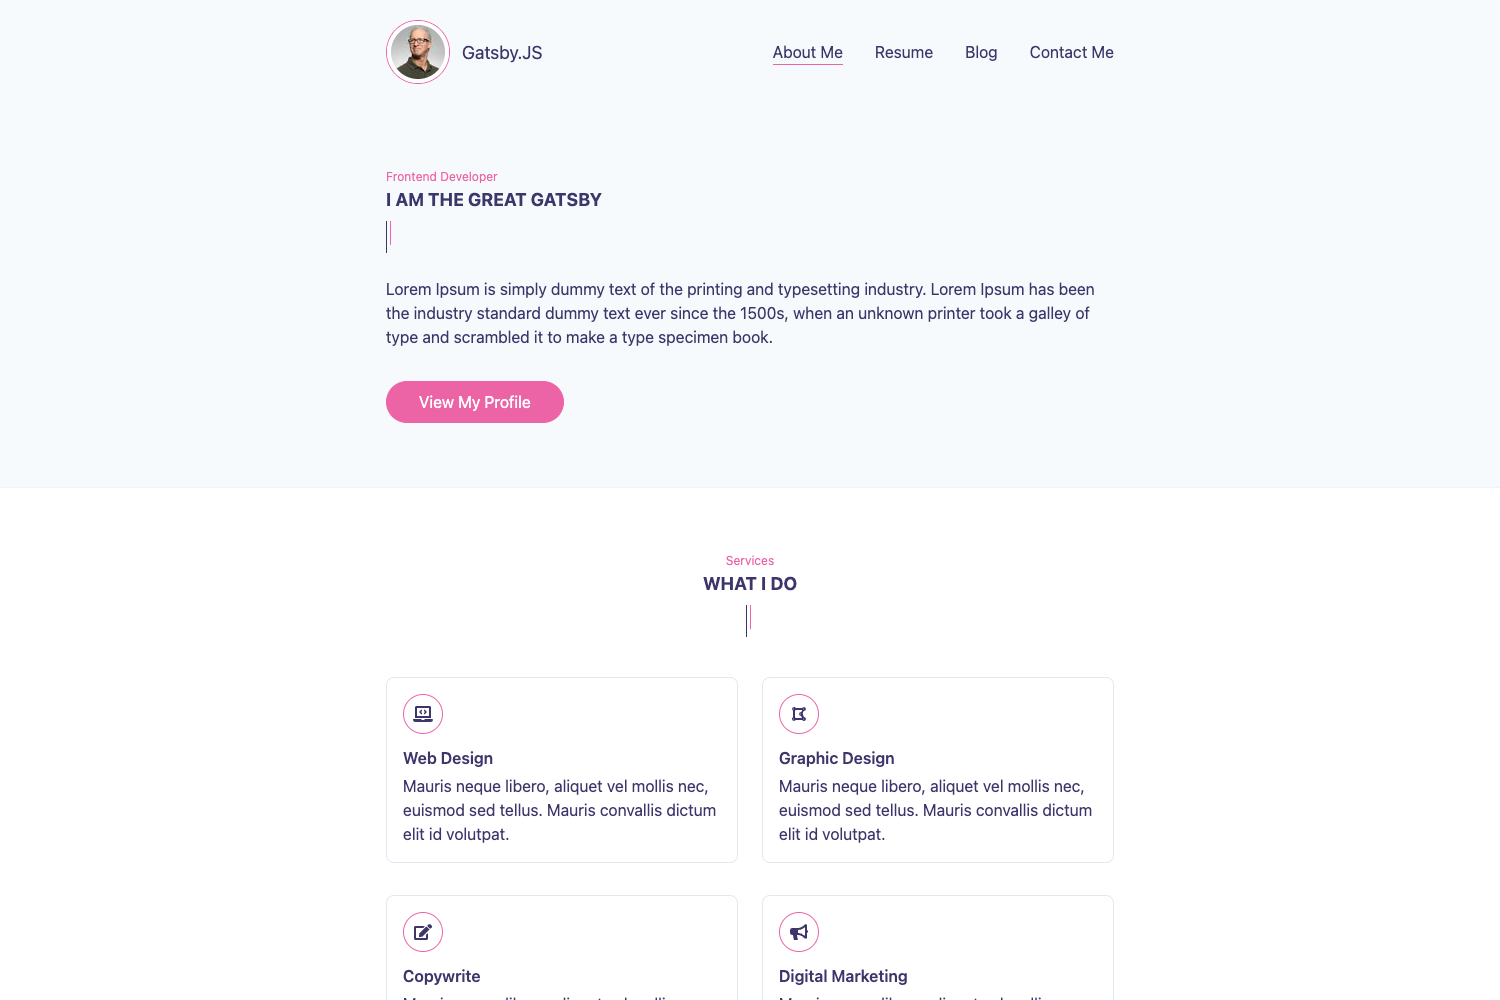 Gatsby.JS
About Me
Resume
Blog
Contact Me
Frontend Developer
I AM THE GREAT GATSBY
Lorem Ipsum is simply dummy text of the printing and typesetting industry. Lorem Ipsum has been
the industry standard dummy text ever since the 1500s, when an unknown printer took a galley of
type and scrambled it to make a type specimen book.
View My Profile
Services
WHAT I DO
Web Design
Mauris neque libero, aliquet vel mollis nec,
euismod sed tellus. Mauris convallis dictum
elit id volutpat.
Graphic Design
Mauris neque libero, aliquet vel mollis nec,
euismod sed tellus. Mauris convallis dictum
elit id volutpat.
Copywrite
Digital Marketing